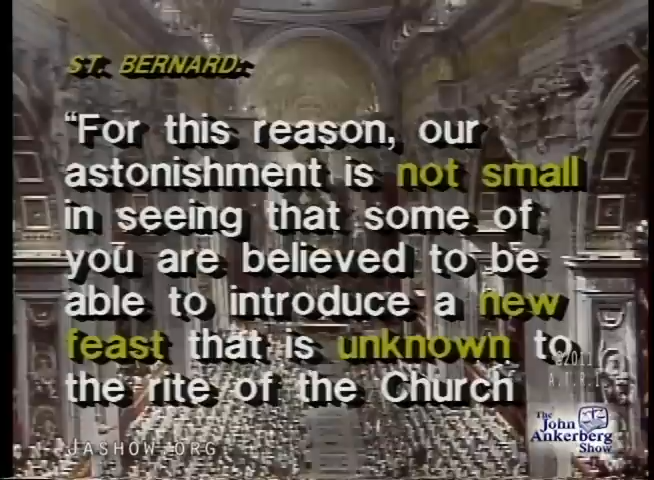 ST. BERNARD:
“For this reason, our
astonishment is not small
in seeing that some of
you are believed to be
able to introduce a new
feast that is unknown to
the rite of the Church
©2011
A.T.R.I.
JASHOW.ORG
The
John
Ankerberg
Show